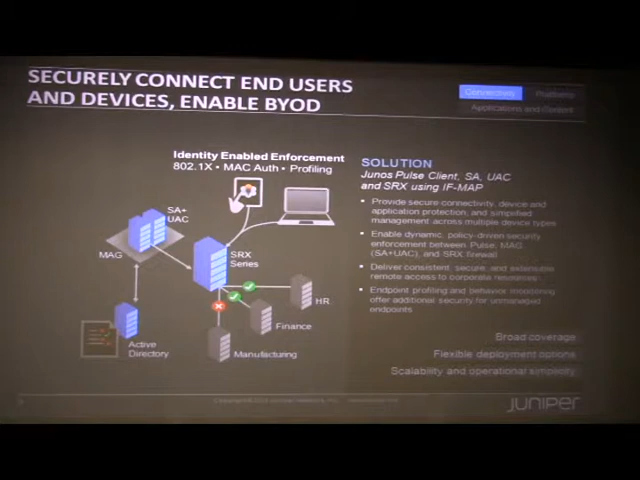 SECURELY CONNECT END USERS
AND DEVICES, ENABLE BYOD
Connectivity
Platforms
Applications and Content
Identity Enabled Enforcement
802.1X • MAC Auth • Profiling
SA+
UAC
MAG
SRX
Series
HR
Finance
Manufacturing
Active
Directory
SOLUTION
Junos Pulse Client, SA, UAC
and SRX using IF-MAP
• Provide secure connectivity, device and
application protection, and simplified
management across multiple device types
• Enable dynamic, policy-driven security
enforcement between Pulse, MAG
(SA+UAC), and SRX firewall
• Deliver consistent, secure, and extensible
remote access to corporate resources
• Endpoint profiling and behavior monitoring
offer additional security for unmanaged
endpoints
Broad coverage
Flexible deployment options
Scalability and operational simplicity
JUNIPER